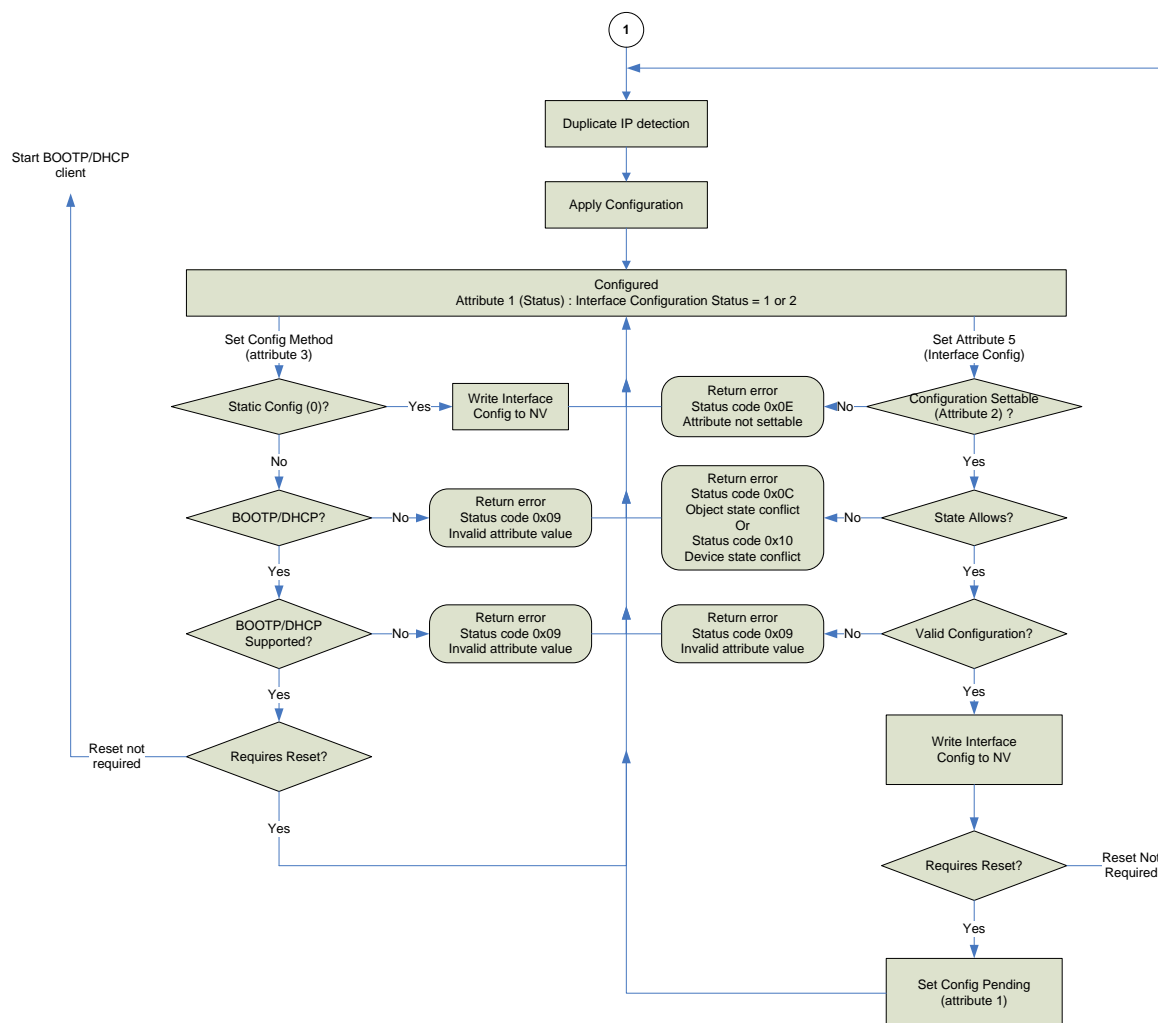 1
Duplicate IP detection
Start BOOTP/DHCP
client
Apply Configuration
Configured
Attribute 1 (Status) : Interface Configuration Status = 1 or 2
Set Config Method
(attribute 3)
Set Attribute 5
(Interface Config)
Static Config (0)?
Yes
Write Interface
Config to NV
Return error
Status code 0x0E
Attribute not settable
No
Configuration Settable
(Attribute 2) ?
No
Yes
BOOTP/DHCP?
No
Return error
Status code 0x09
Invalid attribute value
Return error
Status code 0x0C
Object state conflict
Or
Status code 0x10
Device state conflict
No
State Allows?
Yes
Yes
BOOTP/DHCP
Supported?
No
Return error
Status code 0x09
Invalid attribute value
Return error
Status code 0x09
Invalid attribute value
No
Valid Configuration?
Yes
Yes
Reset not
required
Requires Reset?
Write Interface
Config to NV
Yes
Requires Reset?
Reset Not
Required
Yes
Set Config Pending
(attribute 1)